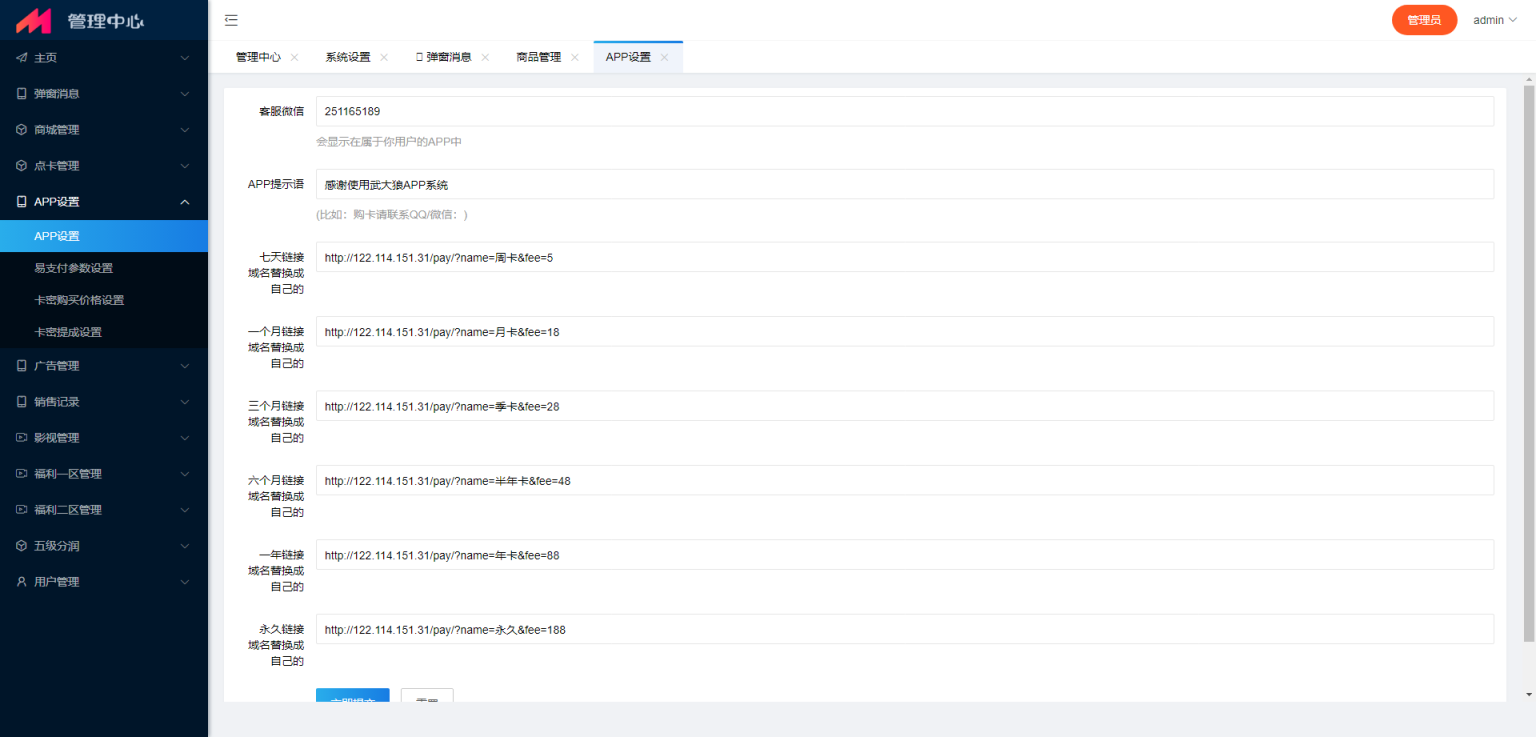 管理中心
管理员
admin
管理中心
系统设置
弹窗消息
商品管理
APP设置
主页
弹窗消息
商城管理
点卡管理
APP设置
APP设置
易支付参数设置
卡密购买价格设置
卡密提成设置
广告管理
销售记录
影视管理
福利一区管理
福利二区管理
五级分润
用户管理
客服微信
251165189
会显示在属于你用户的APP中
APP提示语
感谢使用武大狼APP系统
(比如：购卡请联系QQ/微信：)
七天链接
域名替换成
自己的
http://122.114.151.31/pay/?name=周卡&fee=5
一个月链接
域名替换成
自己的
http://122.114.151.31/pay/?name=月卡&fee=18
三个月链接
域名替换成
自己的
http://122.114.151.31/pay/?name=季卡&fee=28
六个月链接
域名替换成
自己的
http://122.114.151.31/pay/?name=半年卡&fee=48
一年链接
域名替换成
自己的
http://122.114.151.31/pay/?name=年卡&fee=88
永久链接
域名替换成
自己的
http://122.114.151.31/pay/?name=永久&fee=188